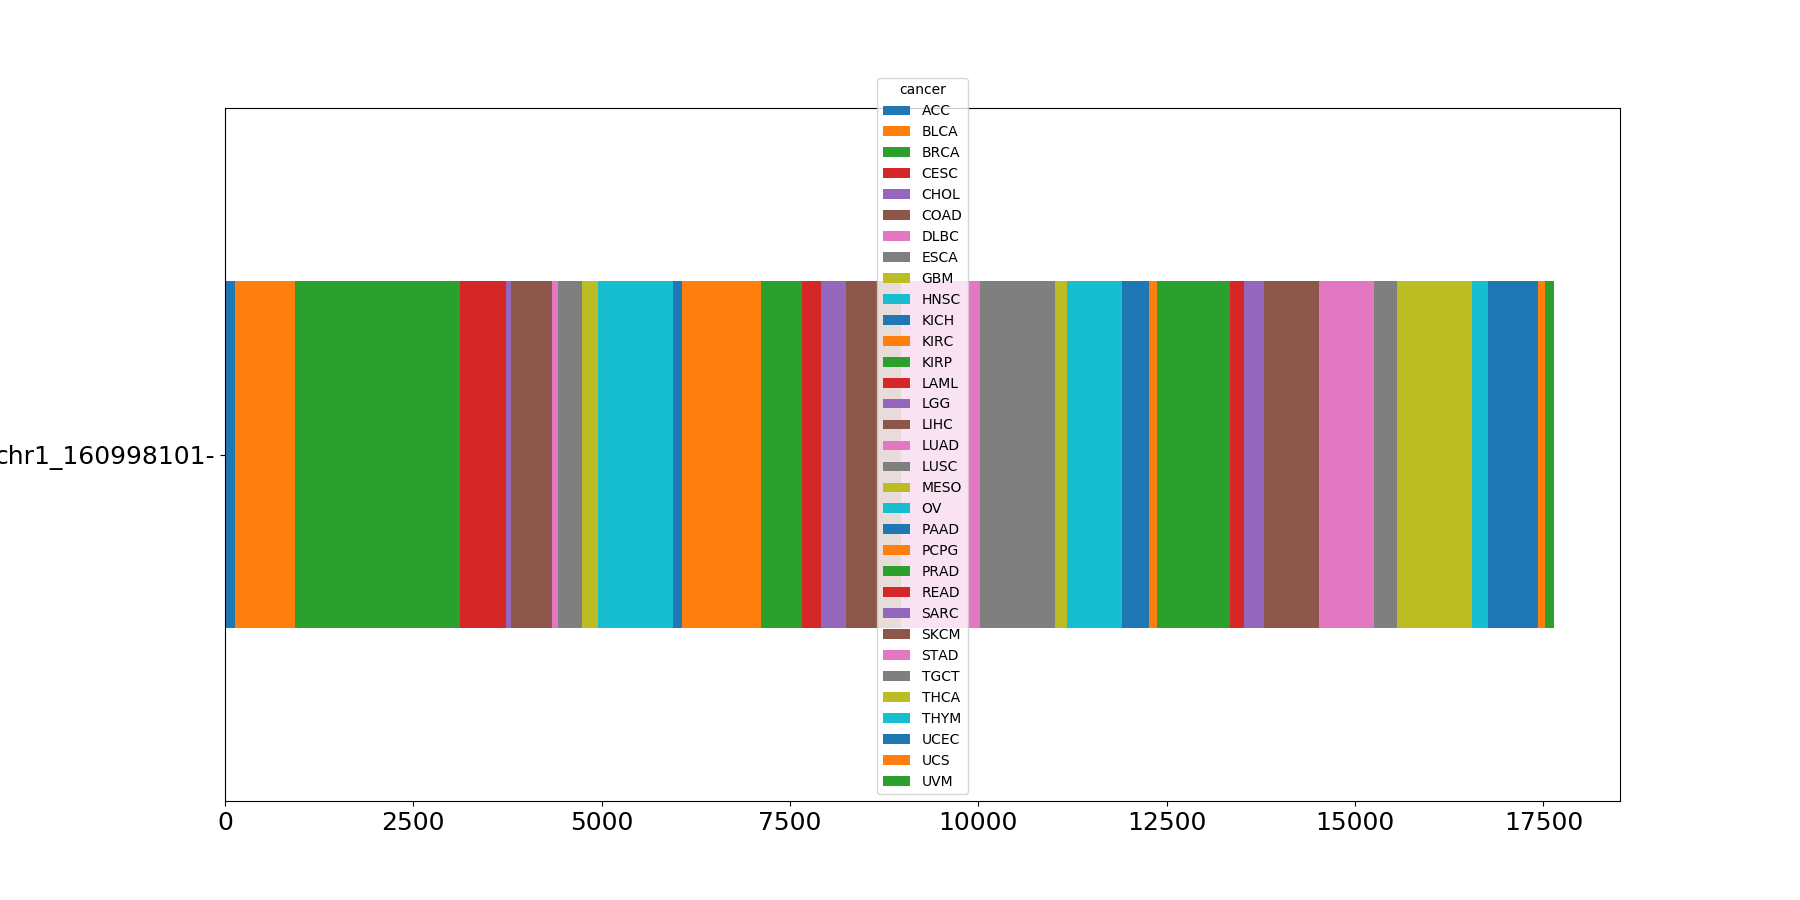 cancer
ACC
BLCA
BRCA
CESC
CHOL
COAD
DLBC
ESCA
GBM
HNSC
KICH
KIRC
KIRP
LAML
LGG
LIHC
LUAD
LUSC
MESO
OV
PAAD
PCPG
PRAD
READ
SARC
SKCM
STAD
TGCT
THCA
THYM
UCEC
UCS
UVM
chr1_160998101-
0 2500 5000 7500 10000 12500 15000 17500